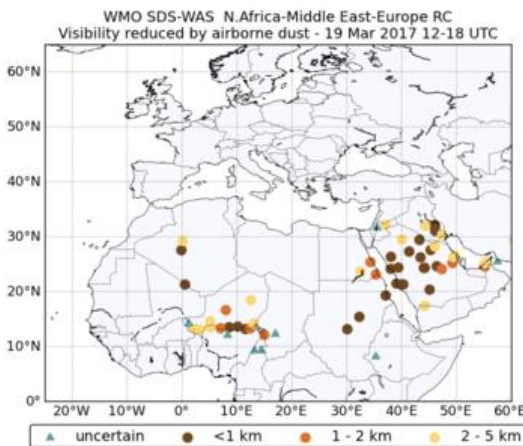 WMO SDS-WAS N.Africa-Middle East-Europe RC
Visibility reduced by airborne dust - 19 Mar 2017 12-18 UTC
60°N
50°N
40°N
30°N
20°N
10°N
0°
20°W 10°W 0° 10°E 20°E 30°E 40°E 50°E 60°E
uncertain <1 km 1 - 2 km 2 - 5 km